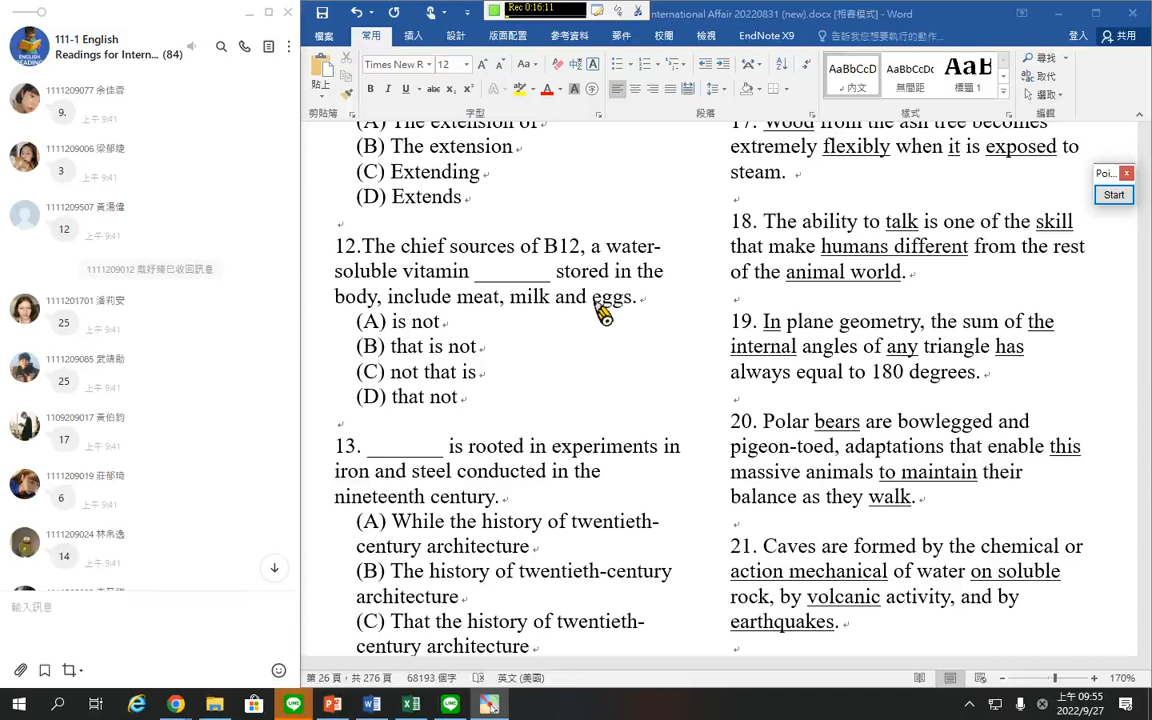 111-1 English
Readings for Intern... (84)
1111209077 余佳蓉
9.
上午 9:41
1111209006 梁郁婕
3
上午 9:41
1111209507 黃湯偉
12
上午 9:41
1111209012 戴妤臻已收回訊息
1111201701 潘莉安
25
上午 9:41
1111209085 武靖勛
25
上午 9:41
1109209017 黃伯鈞
17
上午 9:41
1111209019 莊郁琦
6
上午 9:41
1111209024 林帛逸
14
上午 9:41
輸入訊息
Rec 0:16:11
International Affair 20220831 (new).docx [相容模式] - Word
檔案 常用 插入 設計 版面配置 參考資料 郵件 校閱 檢視 EndNote X9 告訴我您想要執行的動作... 登入 共用
貼上
剪貼簿
Times New R 12
字型
段落
AaBbCcD
內文
AaBbCcDc
無間距
AaBb
標題 1
樣式
尋找
取代
選取
編輯
(A) The extension of
(B) The extension
(C) Extending
(D) Extends
12.The chief sources of B12, a water-
soluble vitamin ________ stored in the
body, include meat, milk and eggs.
(A) is not
(B) that is not
(C) not that is
(D) that not
13. ________ is rooted in experiments in
iron and steel conducted in the
nineteenth century.
(A) While the history of twentieth-
century architecture
(B) The history of twentieth-century
architecture
(C) That the history of twentieth-
century architecture
17. Wood from the ash tree becomes
extremely flexibly when it is exposed to
steam.
18. The ability to talk is one of the skill
that make humans different from the rest
of the animal world.
19. In plane geometry, the sum of the
internal angles of any triangle has
always equal to 180 degrees.
20. Polar bears are bowlegged and
pigeon-toed, adaptations that enable this
massive animals to maintain their
balance as they walk.
21. Caves are formed by the chemical or
action mechanical of water on soluble
rock, by volcanic activity, and by
earthquakes.
Poi...
Start
第 26 頁，共 276 頁 68193 個字 英文 (美國) 170%
上午 09:55
2022/9/27